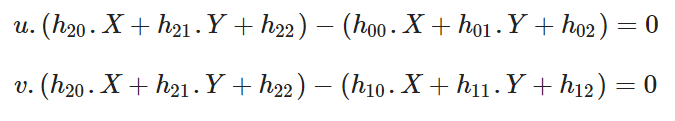 u.(h₂₀.X + h₂₁.Y + h₂₂) − (h₀₀.X + h₀₁.Y + h₀₂) = 0
v.(h₂₀.X + h₂₁.Y + h₂₂) − (h₁₀.X + h₁₁.Y + h₁₂) = 0